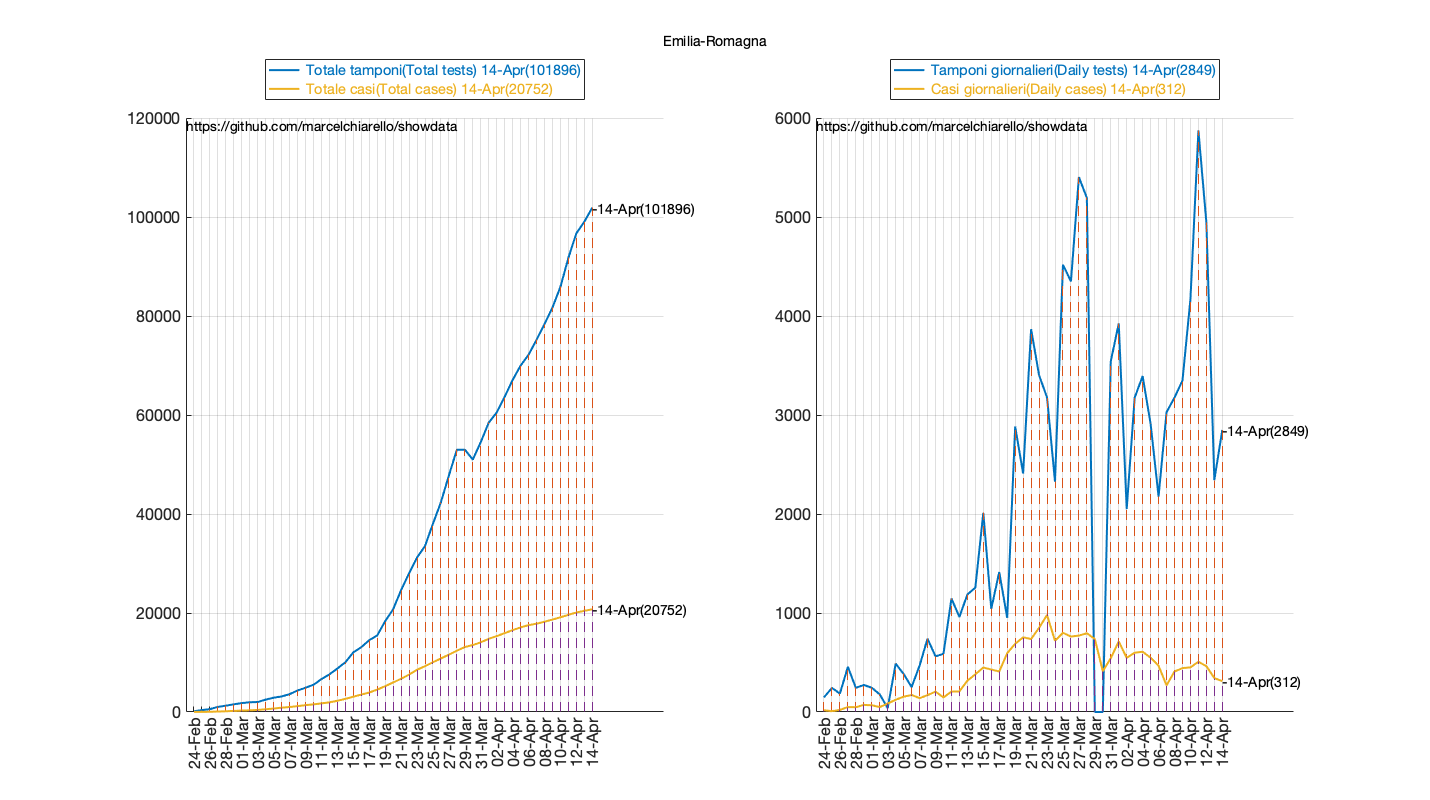 Emilia-Romagna
Totale tamponi(Total tests) 14-Apr(101896)
Totale casi(Total cases) 14-Apr(20752)
https://github.com/marcelchiarello/showdata
120000
100000
80000
60000
40000
20000
0
14-Apr(101896)
14-Apr(20752)
24-Feb
26-Feb
28-Feb
01-Mar
03-Mar
05-Mar
07-Mar
09-Mar
11-Mar
13-Mar
15-Mar
17-Mar
19-Mar
21-Mar
23-Mar
25-Mar
27-Mar
29-Mar
31-Mar
02-Apr
04-Apr
06-Apr
08-Apr
10-Apr
12-Apr
14-Apr
Tamponi giornalieri(Daily tests) 14-Apr(2849)
Casi giornalieri(Daily cases) 14-Apr(312)
https://github.com/marcelchiarello/showdata
6000
5000
4000
3000
2000
1000
0
14-Apr(2849)
14-Apr(312)
24-Feb
26-Feb
28-Feb
01-Mar
03-Mar
05-Mar
07-Mar
09-Mar
11-Mar
13-Mar
15-Mar
17-Mar
19-Mar
21-Mar
23-Mar
25-Mar
27-Mar
29-Mar
31-Mar
02-Apr
04-Apr
06-Apr
08-Apr
10-Apr
12-Apr
14-Apr